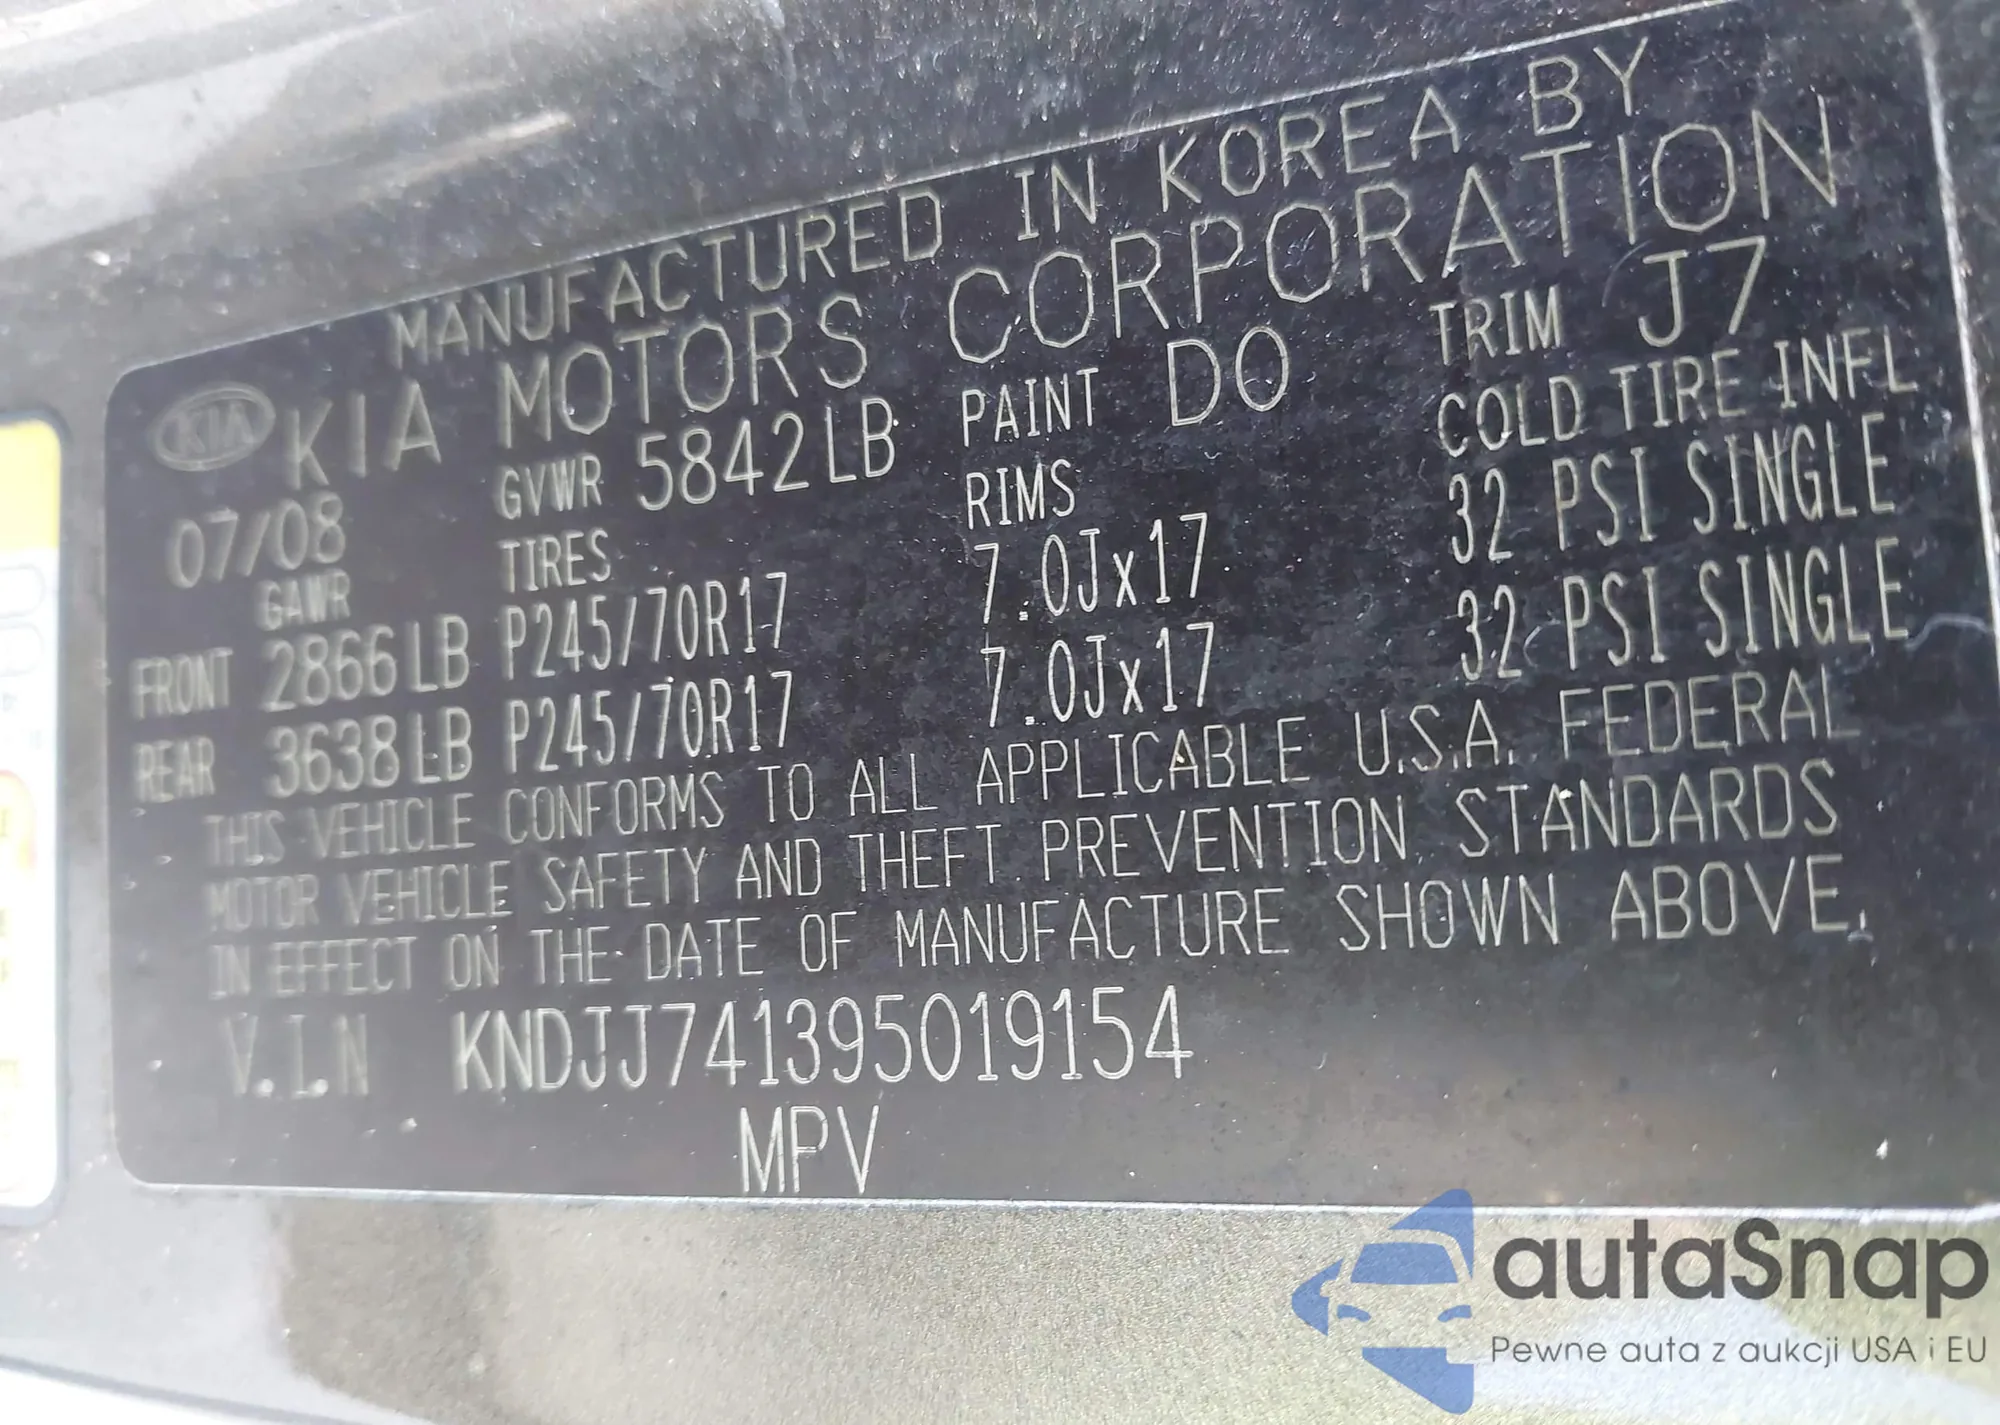 MANUFACTURED IN KOREA BY
KIA KIA MOTORS CORPORATION
07/08 GVWR 5842LB PAINT D0 TRIM J7
GAWR TIRES RIMS COLD TIRE INFL
FRONT 2866LB P245/70R17 7.0Jx17 32 PSI SINGLE
REAR 3638LB P245/70R17 7.0Jx17 32 PSI SINGLE
THIS VEHICLE CONFORMS TO ALL APPLICABLE U.S.A. FEDERAL
MOTOR VEHICLE SAFETY AND THEFT PREVENTION STANDARDS
IN EFFECT ON THE DATE OF MANUFACTURE SHOWN ABOVE.
V.I.N KNDJJ741395019154
MPV
autaSnap
Pewne auta z aukcji USA i EU